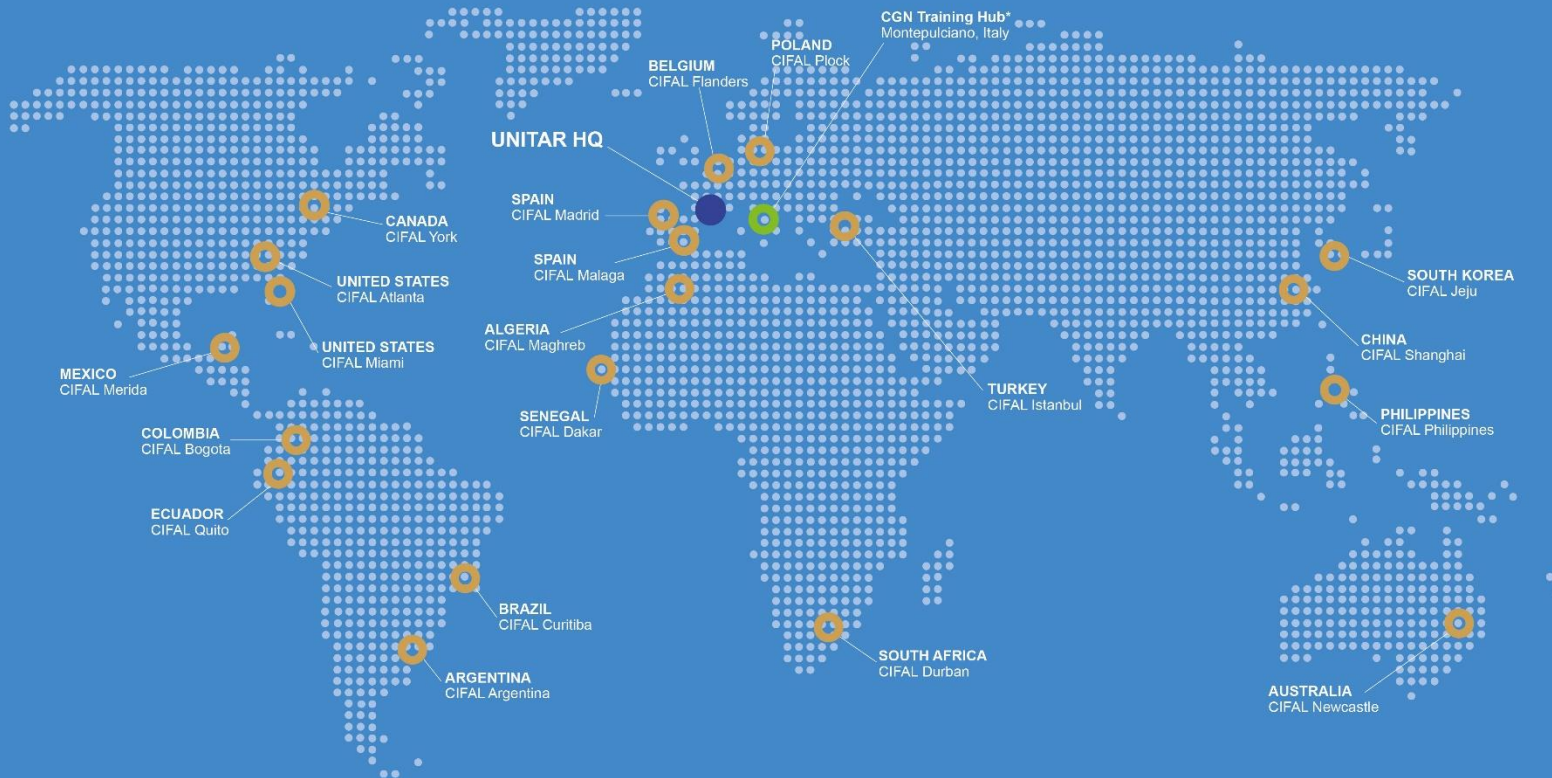 CGN Training Hub*
Montepulciano, Italy
POLAND
CIFAL Plock
BELGIUM
CIFAL Flanders
UNITAR HQ
SPAIN
CIFAL Madrid
CANADA
CIFAL York
SPAIN
CIFAL Malaga
UNITED STATES
CIFAL Atlanta
SOUTH KOREA
CIFAL Jeju
ALGERIA
CIFAL Maghreb
UNITED STATES
CIFAL Miami
CHINA
CIFAL Shanghai
MEXICO
CIFAL Merida
TURKEY
CIFAL Istanbul
SENEGAL
CIFAL Dakar
PHILIPPINES
CIFAL Philippines
COLOMBIA
CIFAL Bogota
ECUADOR
CIFAL Quito
BRAZIL
CIFAL Curitiba
SOUTH AFRICA
CIFAL Durban
ARGENTINA
CIFAL Argentina
AUSTRALIA
CIFAL Newcastle